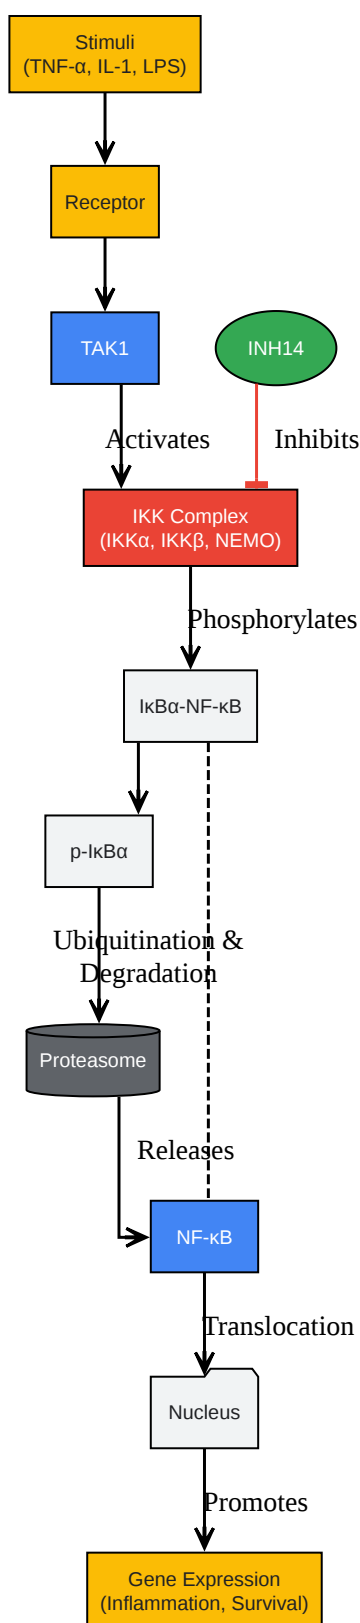 Stimuli
(TNF-α, IL-1, LPS)
Receptor
TAK1
INH14
Activates
Inhibits
IKK Complex
(IKKα, IKKβ, NEMO)
Phosphorylates
IκBα-NF-κB
p-IκBα
Ubiquitination &
Degradation
Proteasome
Releases
NF-κB
Translocation
Nucleus
Promotes
Gene Expression
(Inflammation, Survival)